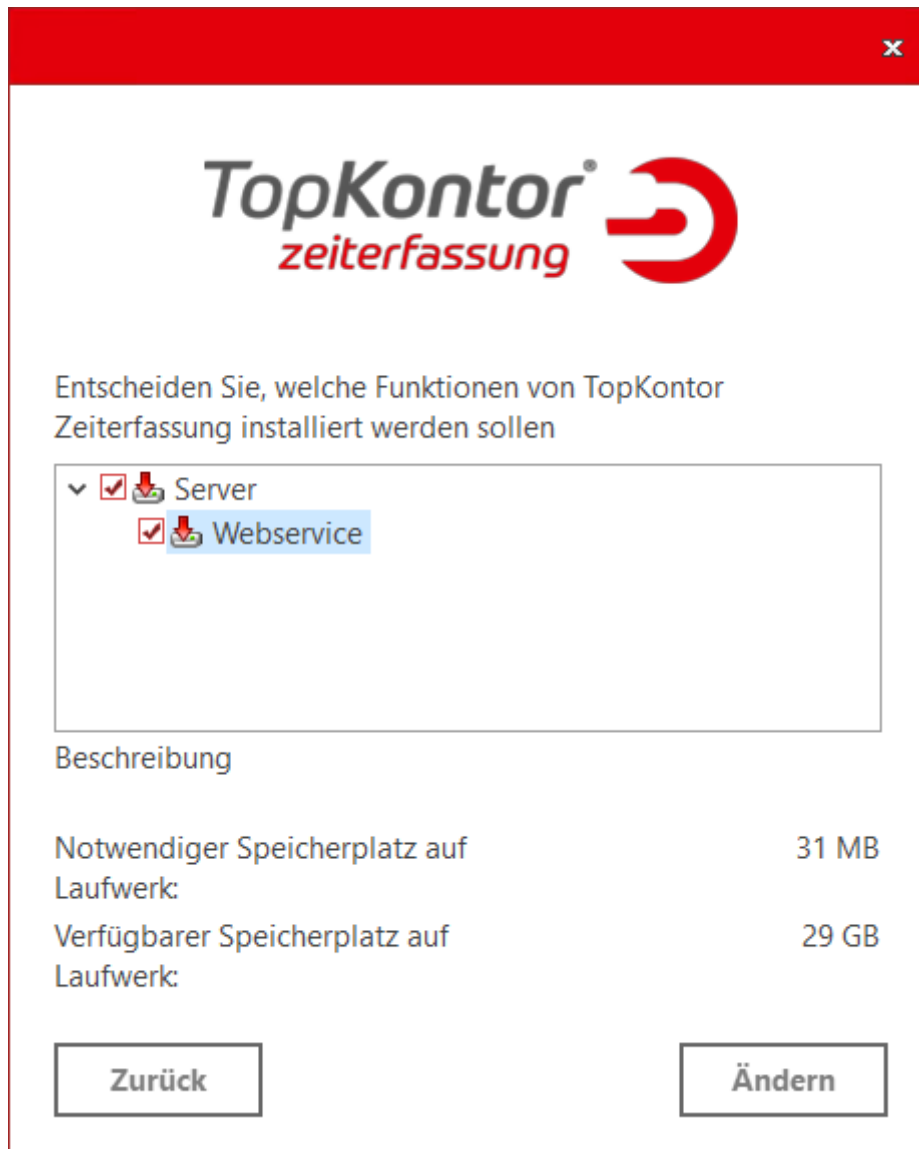 TopKontor®
zeiterfassung
Entscheiden Sie, welche Funktionen von TopKontor
Zeiterfassung installiert werden sollen
Server
Webservice
Beschreibung
Notwendiger Speicherplatz auf 31 MB
Laufwerk:
Verfügbarer Speicherplatz auf 29 GB
Laufwerk:
Zurück Ändern